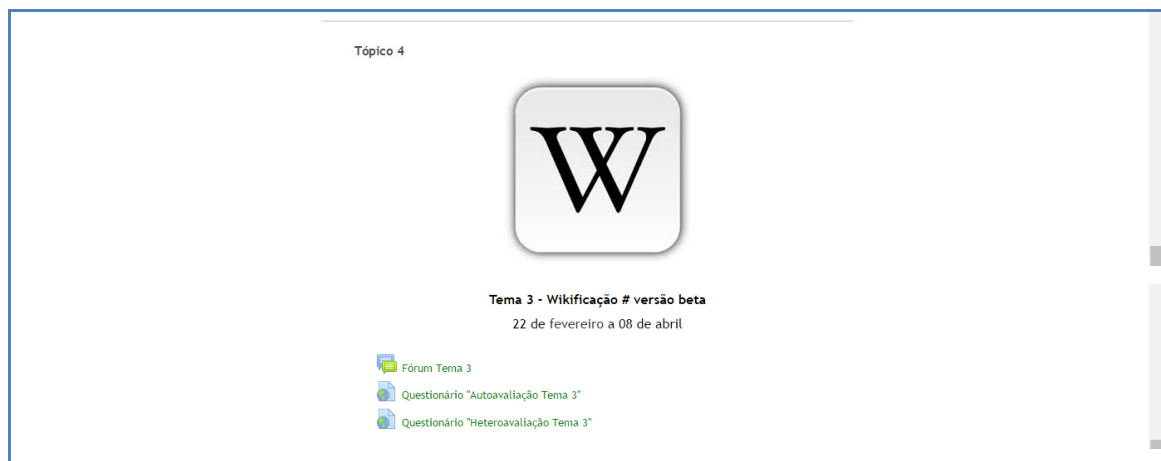 Tópico 4
W
Tema 3 - Wikificação # versão beta
22 de fevereiro a 08 de abril
Fórum Tema 3
Questionário "Autoavaliação Tema 3"
Questionário "Heteroavaliação Tema 3"